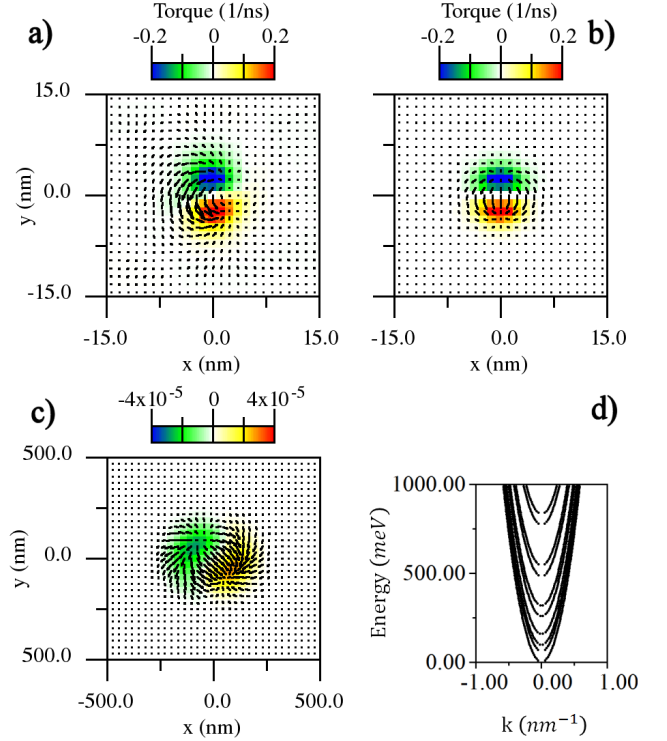 Torque (1/ns)
Torque (1/ns)
a)
b)
-0.2 0 0.2
-0.2 0 0.2
15.0
15.0
y (nm)
0.0
0.0
-15.0
-15.0
-15.0 0.0 15.0
-15.0 0.0 15.0
x (nm)
x (nm)
c)
-4x10⁻⁵ 0 4x10⁻⁵
d)
500.0
y (nm)
0.0
500.0
-500.0 0.0 500.0
x (nm)
1000.00
Energy (meV)
500.00
0.00
-1.00 0.00 1.00
k (nm⁻¹)